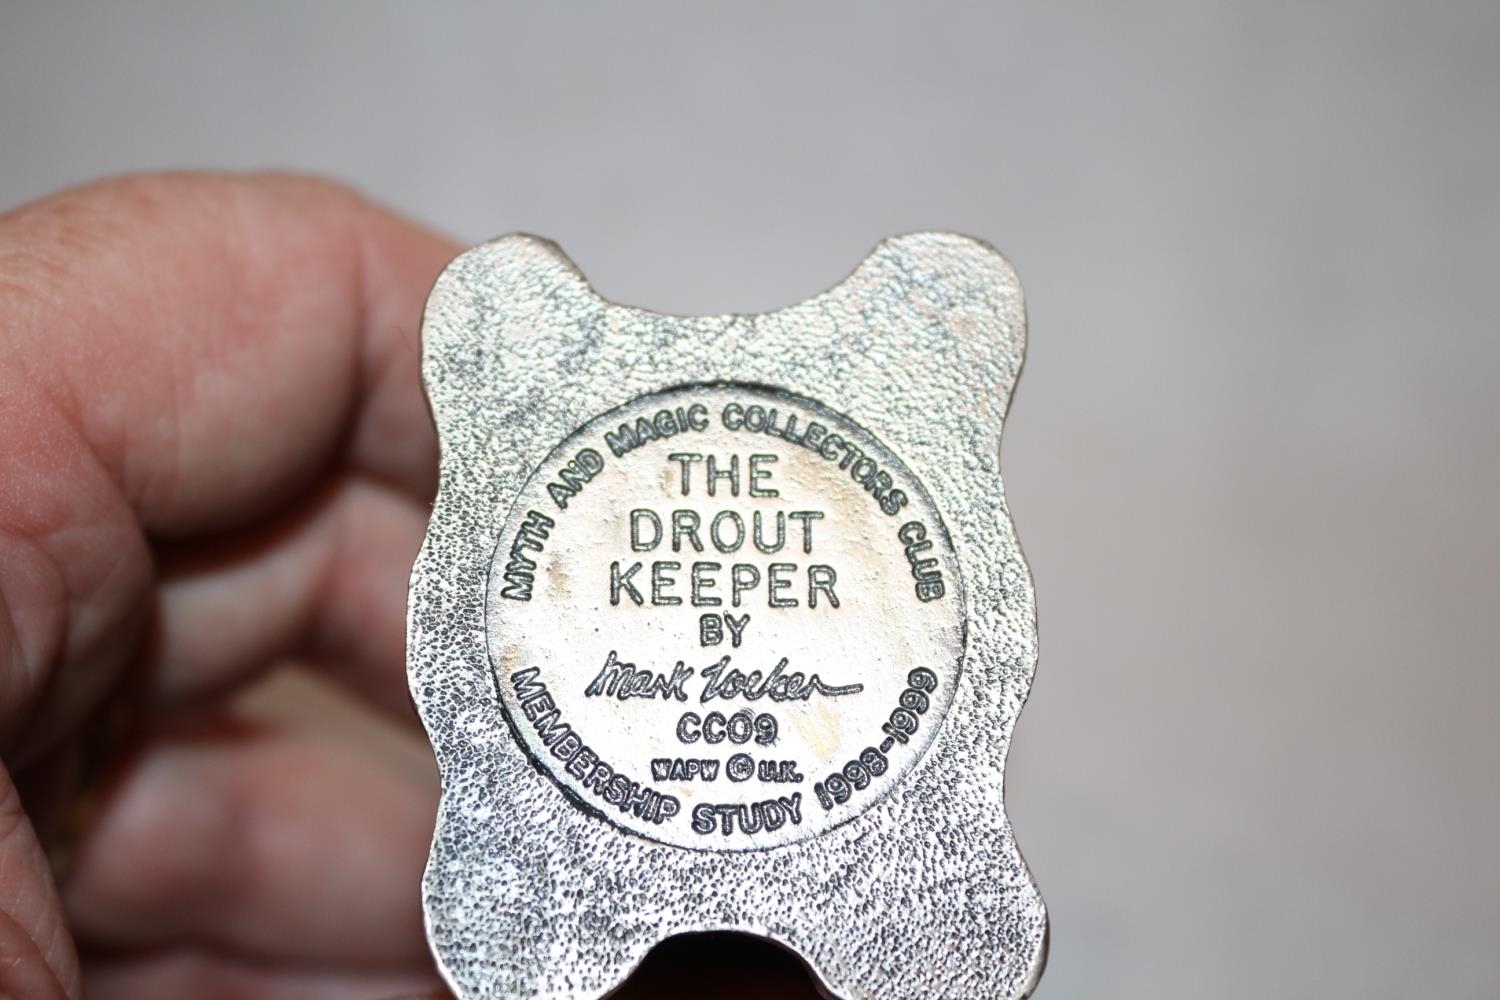 MYTH AND MAGIC COLLECTORS CLUB
THE
DROUT
KEEPER
BY
Mark Locker
CC09
WAPW © U.K.
MEMBERSHIP STUDY 1998-1999